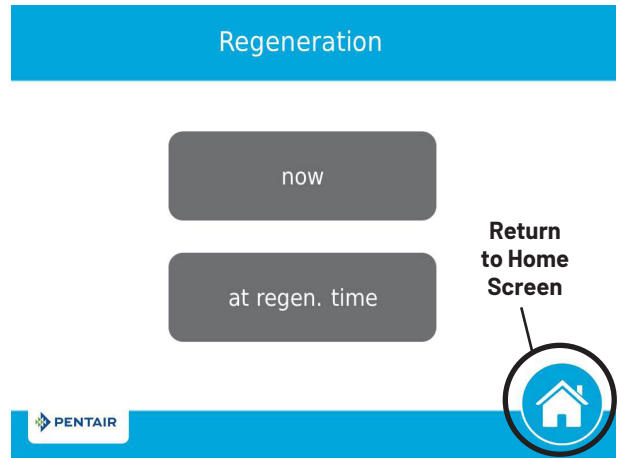 Regeneration
now
at regen. time
Return
to Home
Screen
PENTAIR